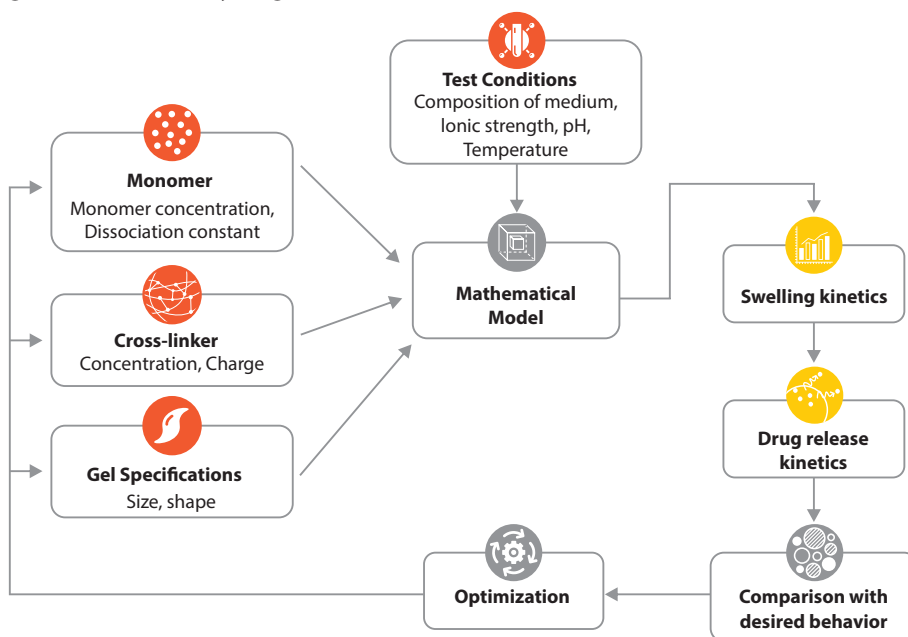 Test Conditions
Composition of medium,
Ionic strength, pH,
Temperature
Monomer
Monomer concentration,
Dissociation constant
Mathematical
Model
Swelling kinetics
Cross-linker
Concentration, Charge
Drug release
kinetics
Gel Specifications
Size, shape
Optimization
Comparison with
desired behavior